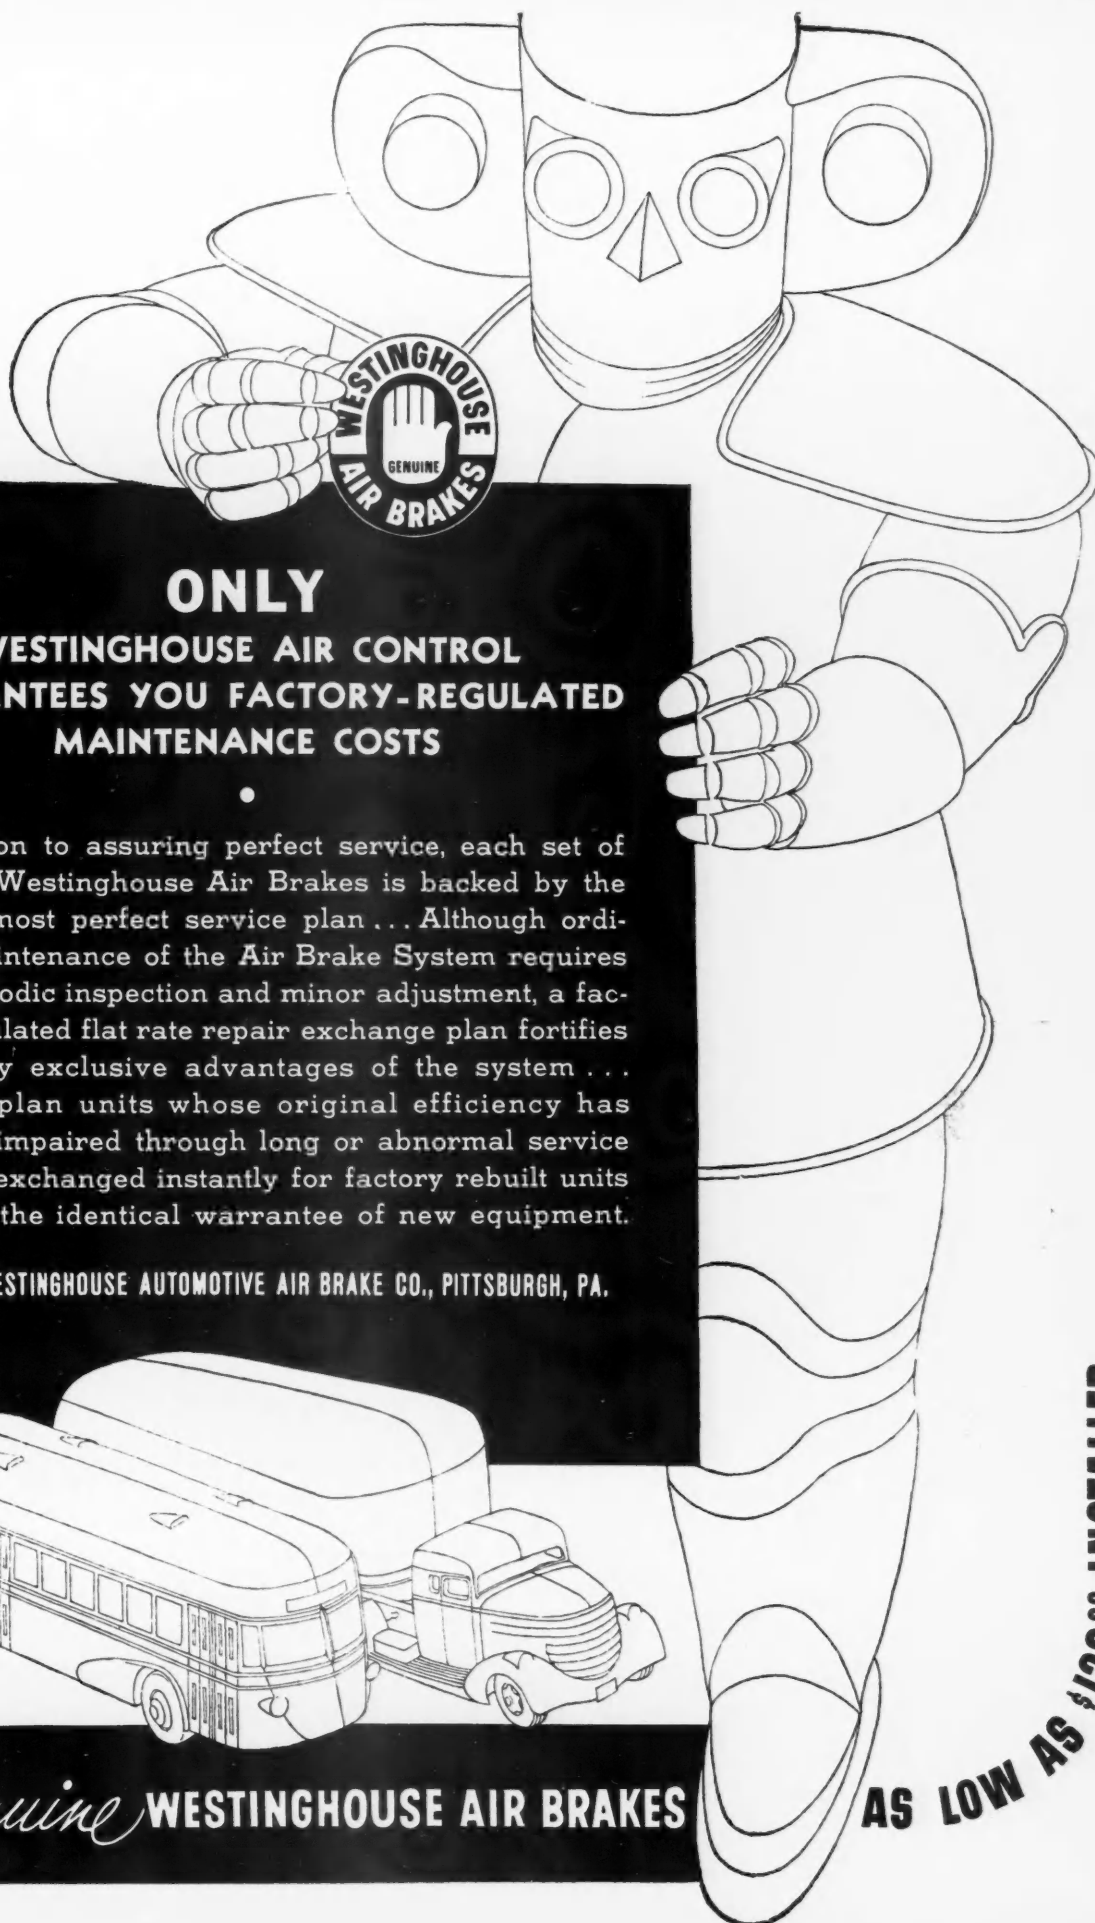 WESTINGHOUSE
GENUINE
AIR BRAKES
ONLY
WESTINGHOUSE AIR CONTROL
NTEES YOU FACTORY-REGULATED
MAINTENANCE COSTS
on to assuring perfect service, each set of
Westinghouse Air Brakes is backed by the
most perfect service plan ... Although ordi-
ntenance of the Air Brake System requires
odic inspection and minor adjustment, a fac-
lated flat rate repair exchange plan fortifies
y exclusive advantages of the system ...
plan units whose original efficiency has
impaired through long or abnormal service
exchanged instantly for factory rebuilt units
the identical warrantee of new equipment.
ESTINGHOUSE AUTOMOTIVE AIR BRAKE CO., PITTSBURGH, PA.
uine WESTINGHOUSE AIR BRAKES
AS LOW AS